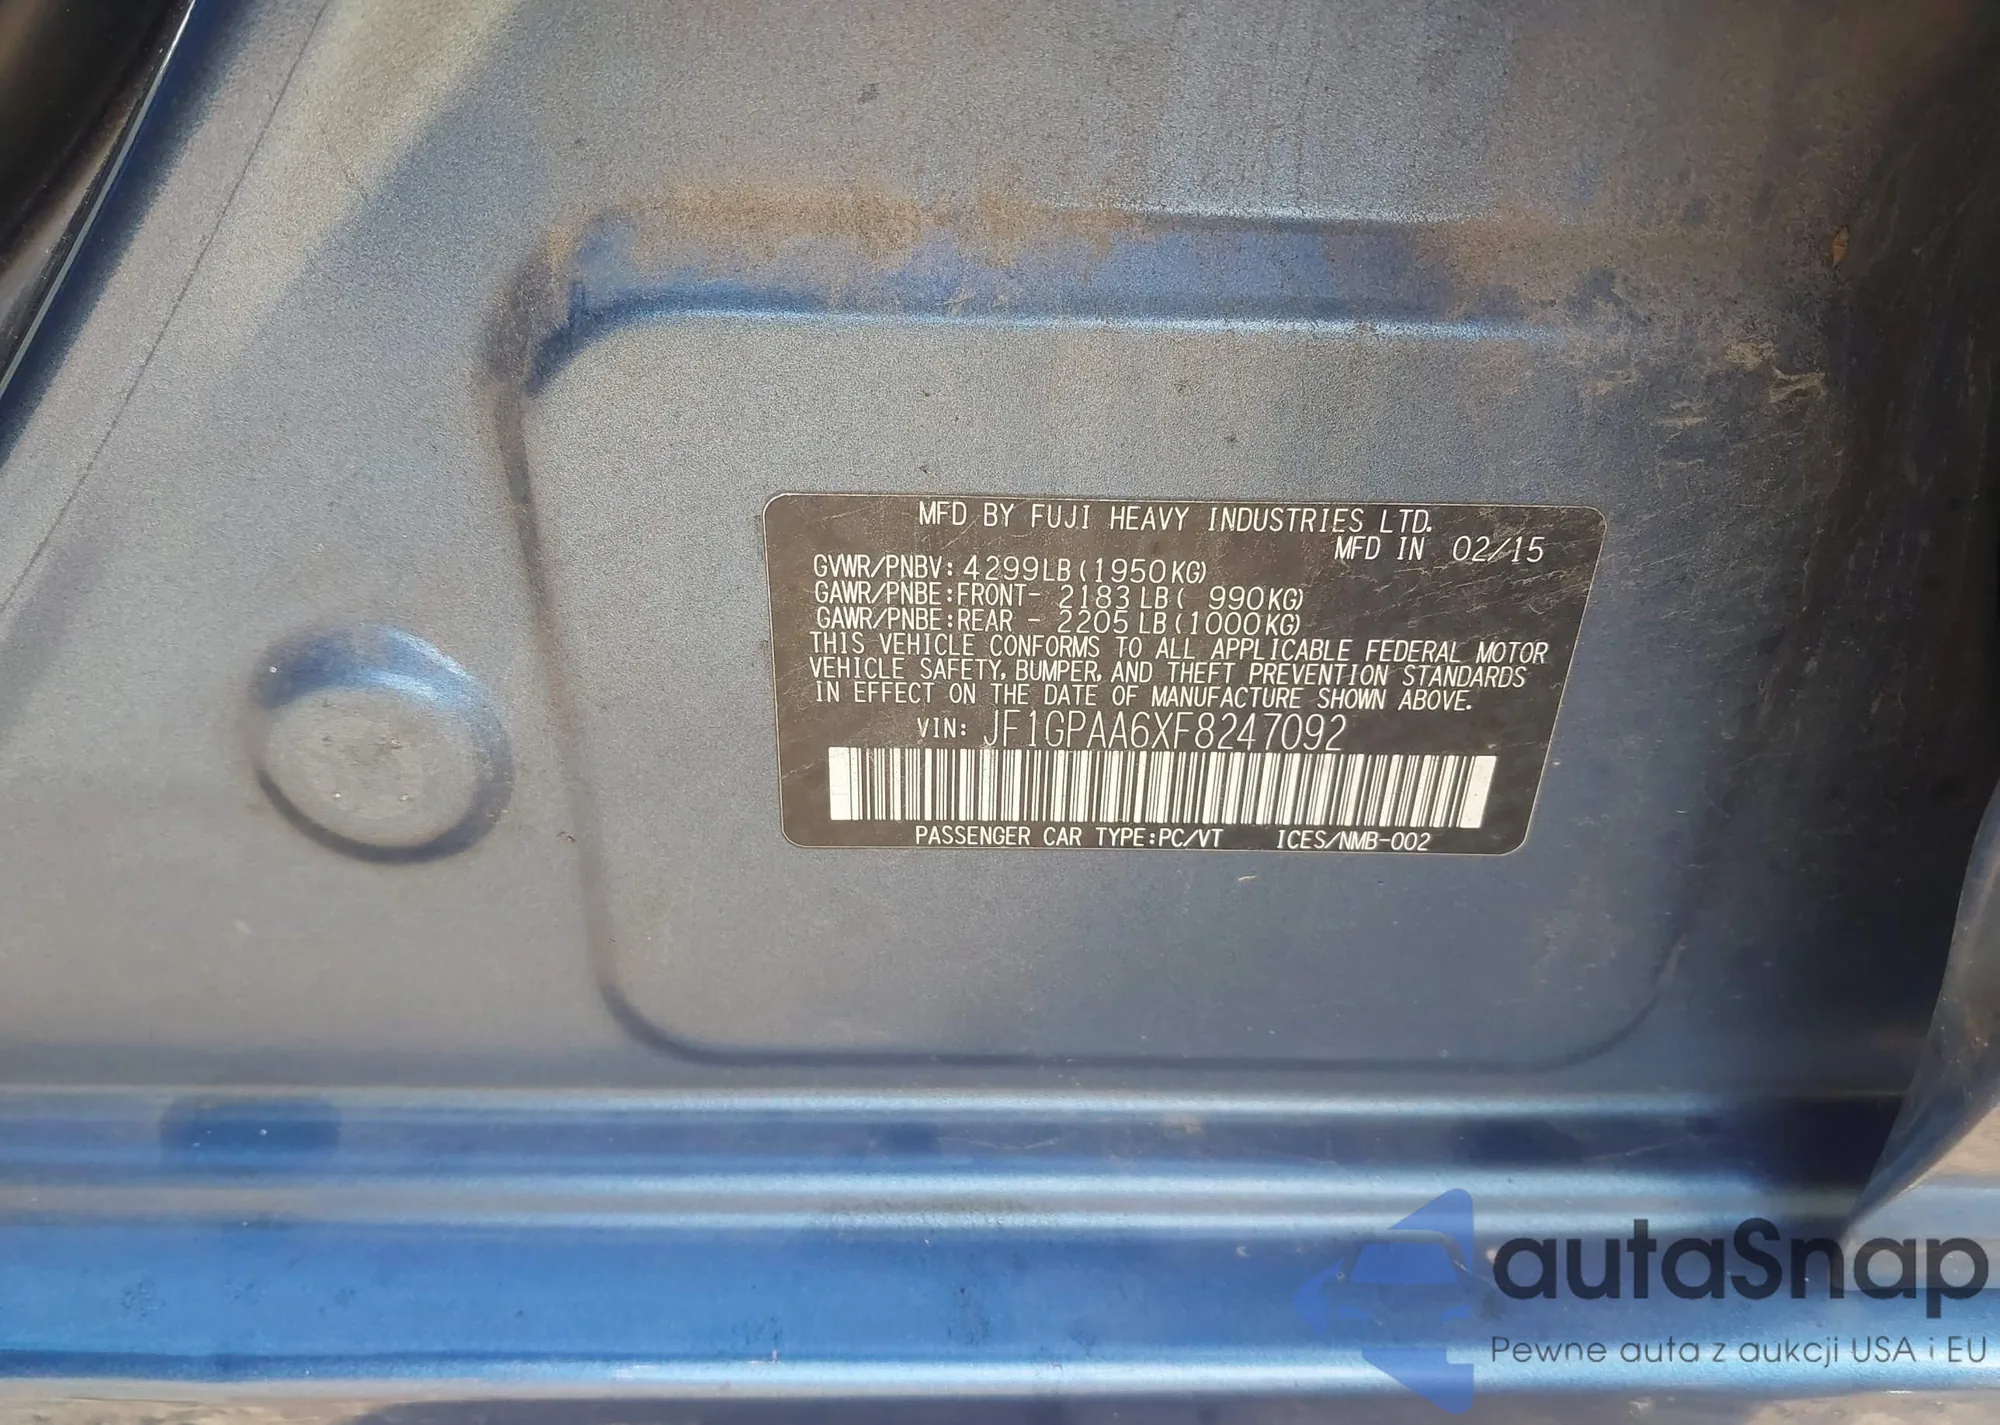 MFD BY FUJI HEAVY INDUSTRIES LTD.
MFD IN 02/15
GVWR/PNBV: 4299LB (1950KG)
GAWR/PNBE: FRONT- 2183 LB ( 990KG)
GAWR/PNBE: REAR - 2205 LB (1000KG)
THIS VEHICLE CONFORMS TO ALL APPLICABLE FEDERAL MOTOR
VEHICLE SAFETY, BUMPER, AND THEFT PREVENTION STANDARDS
IN EFFECT ON THE DATE OF MANUFACTURE SHOWN ABOVE.
VIN: JF1GPAA6XF8247092
PASSENGER CAR TYPE:PC/VT ICES/NMB-002
autaSnap
Pewne auta z aukcji USA i EU